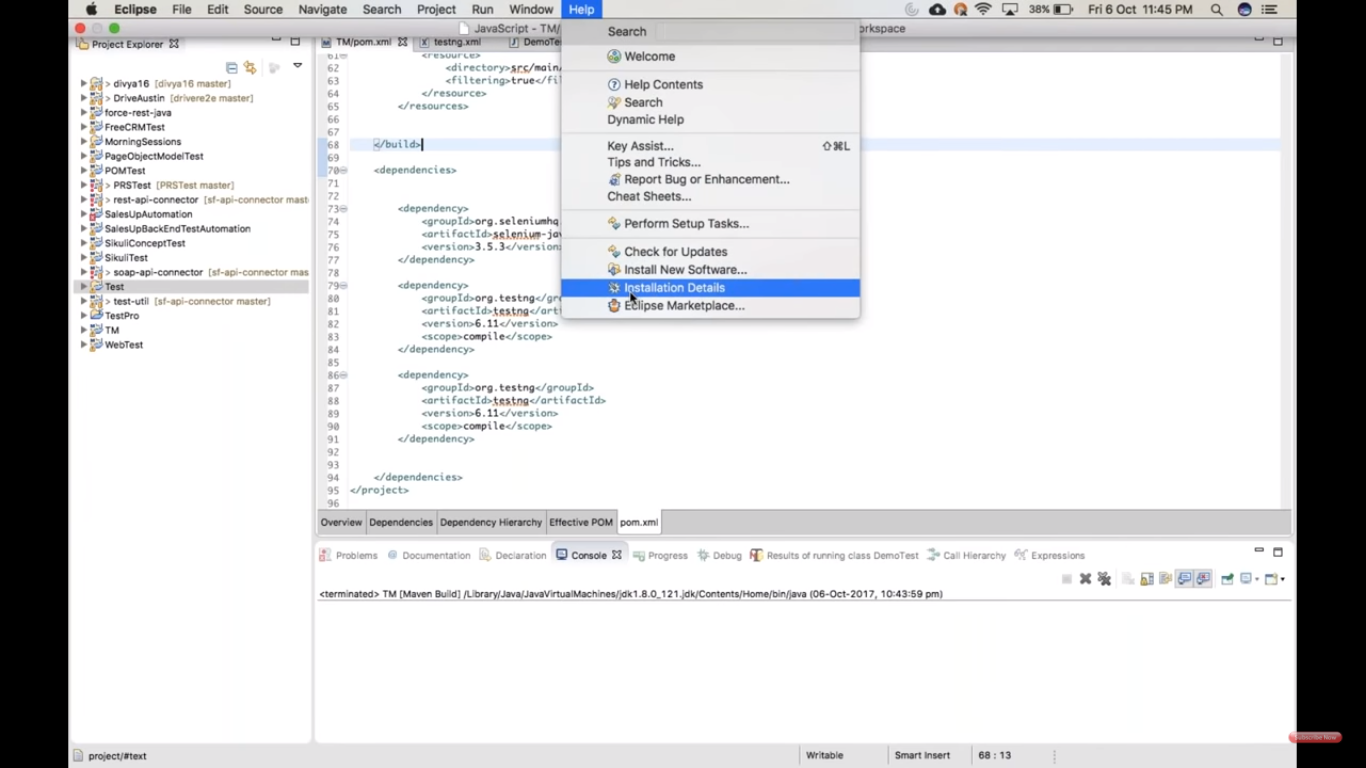 Eclipse File Edit Source Navigate Search Project Run Window Help 38% Fri 6 Oct 11:45 PM
JavaScript - TM/ orkspace
Project Explorer
TM/pom.xml testng.xml DemoTe
> divya16 [divya16 master]
> DriveAustin [drivere2e master]
force-rest-java
FreeCRMTest
MorningSessions
PageObjectModelTest
POMTest
> PRSTest [PRSTest master]
> rest-api-connector [sf-api-connector mast
SalesUpAutomation
SalesUpBackEndTestAutomation
SikuliConceptTest
SikuliTest
> soap-api-connector [sf-api-connector mas
Test
> test-util [sf-api-connector master]
TestPro
TM
WebTest
61 <resource>
62 <directory>src/main/
63 <filtering>true</fil
64 </resource>
65 </resources>
66
67
68 </build>
69
70 <dependencies>
71
72
73 <dependency>
74 <groupId>org.seleniumhq
75 <artifactId>selenium-jav
76 <version>3.5.3</version>
77 </dependency>
78
79 <dependency>
80 <groupId>org.testng</gro
81 <artifactId>testng</arti
82 <version>6.11</version>
83 <scope>compile</scope>
84 </dependency>
85
86 <dependency>
87 <groupId>org.testng</groupId>
88 <artifactId>testng</artifactId>
89 <version>6.11</version>
90 <scope>compile</scope>
91 </dependency>
92
93
94 </dependencies>
95 </project>
96
Search
Welcome
Help Contents
Search
Dynamic Help
Key Assist... ⇧⌘L
Tips and Tricks...
Report Bug or Enhancement...
Cheat Sheets...
Perform Setup Tasks...
Check for Updates
Install New Software...
Installation Details
Eclipse Marketplace...
Overview Dependencies Dependency Hierarchy Effective POM pom.xml
Problems Documentation Declaration Console Progress Debug Results of running class DemoTest Call Hierarchy Expressions
<terminated> TM [Maven Build] /Library/Java/JavaVirtualMachines/jdk1.8.0_121.jdk/Contents/Home/bin/java (06-Oct-2017, 10:43:59 pm)
Subscribe Now
project/#text Writable Smart Insert 68 : 13